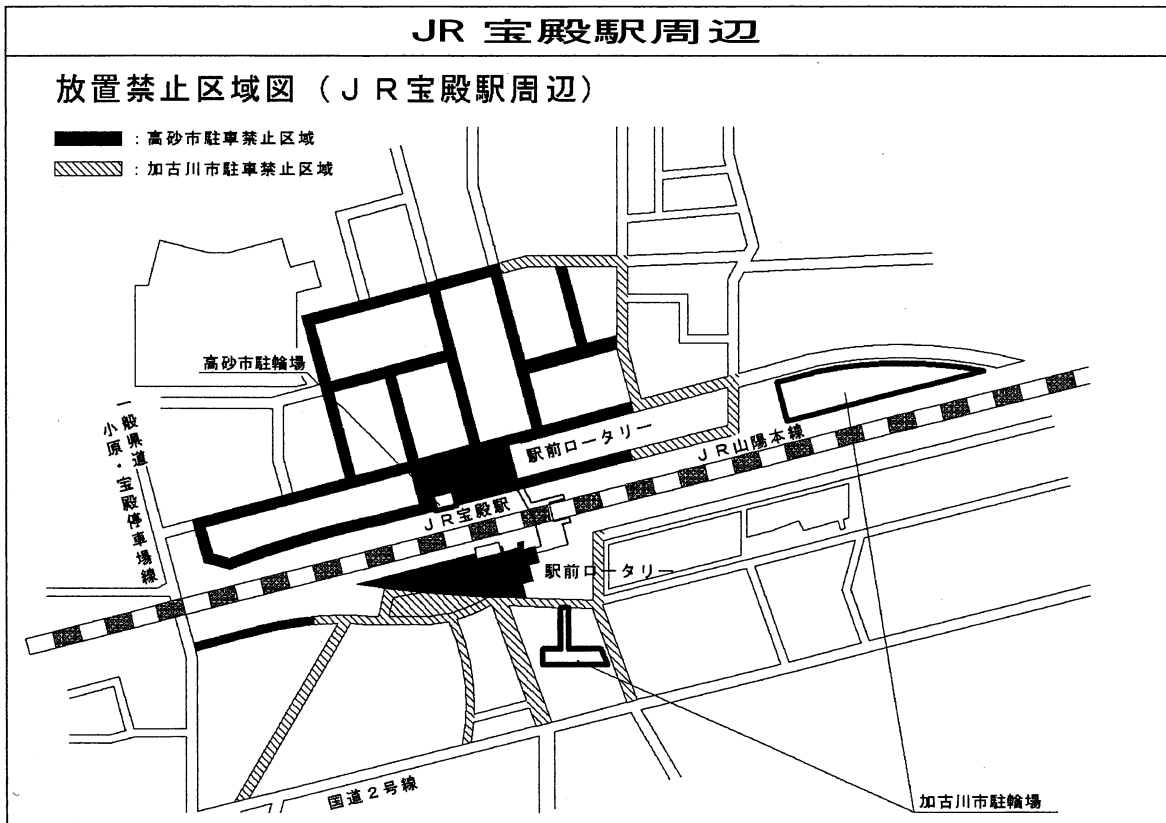 JR 宝殿駅周辺
放置禁止区域図（ＪＲ宝殿駅周辺）
：高砂市駐車禁止区域
：加古川市駐車禁止区域
高砂市駐輪場
一般県道
小原・宝殿停車場線
駅前ロータリー
ＪＲ山陽本線
ＪＲ宝殿駅
駅前ロータリー
国道２号線
加古川市駐輪場